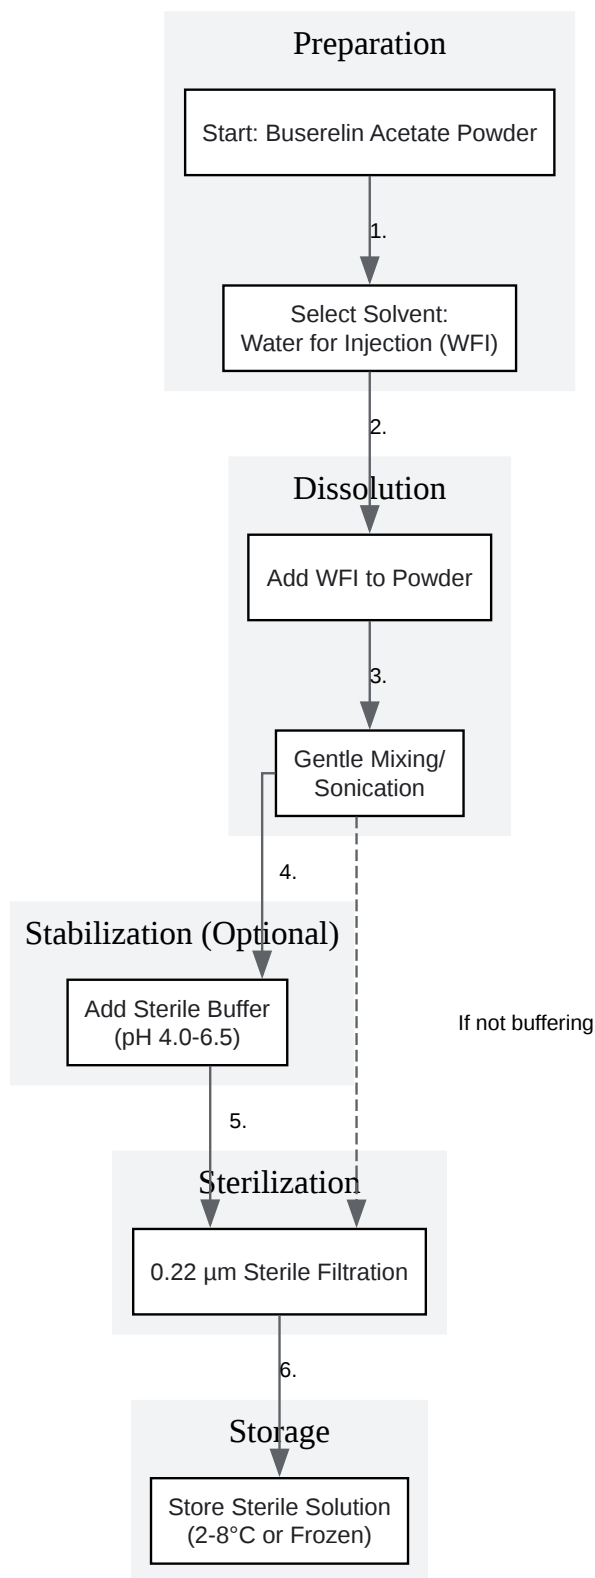 Preparation
Start: Buserelin Acetate Powder
1.
Select Solvent:
Water for Injection (WFI)
2.
Dissolution
Add WFI to Powder
3.
Gentle Mixing/
Sonication
4.
Stabilization (Optional)
Add Sterile Buffer
(pH 4.0-6.5)
If not buffering
5.
Sterilization
0.22 µm Sterile Filtration
6.
Storage
Store Sterile Solution
(2-8°C or Frozen)